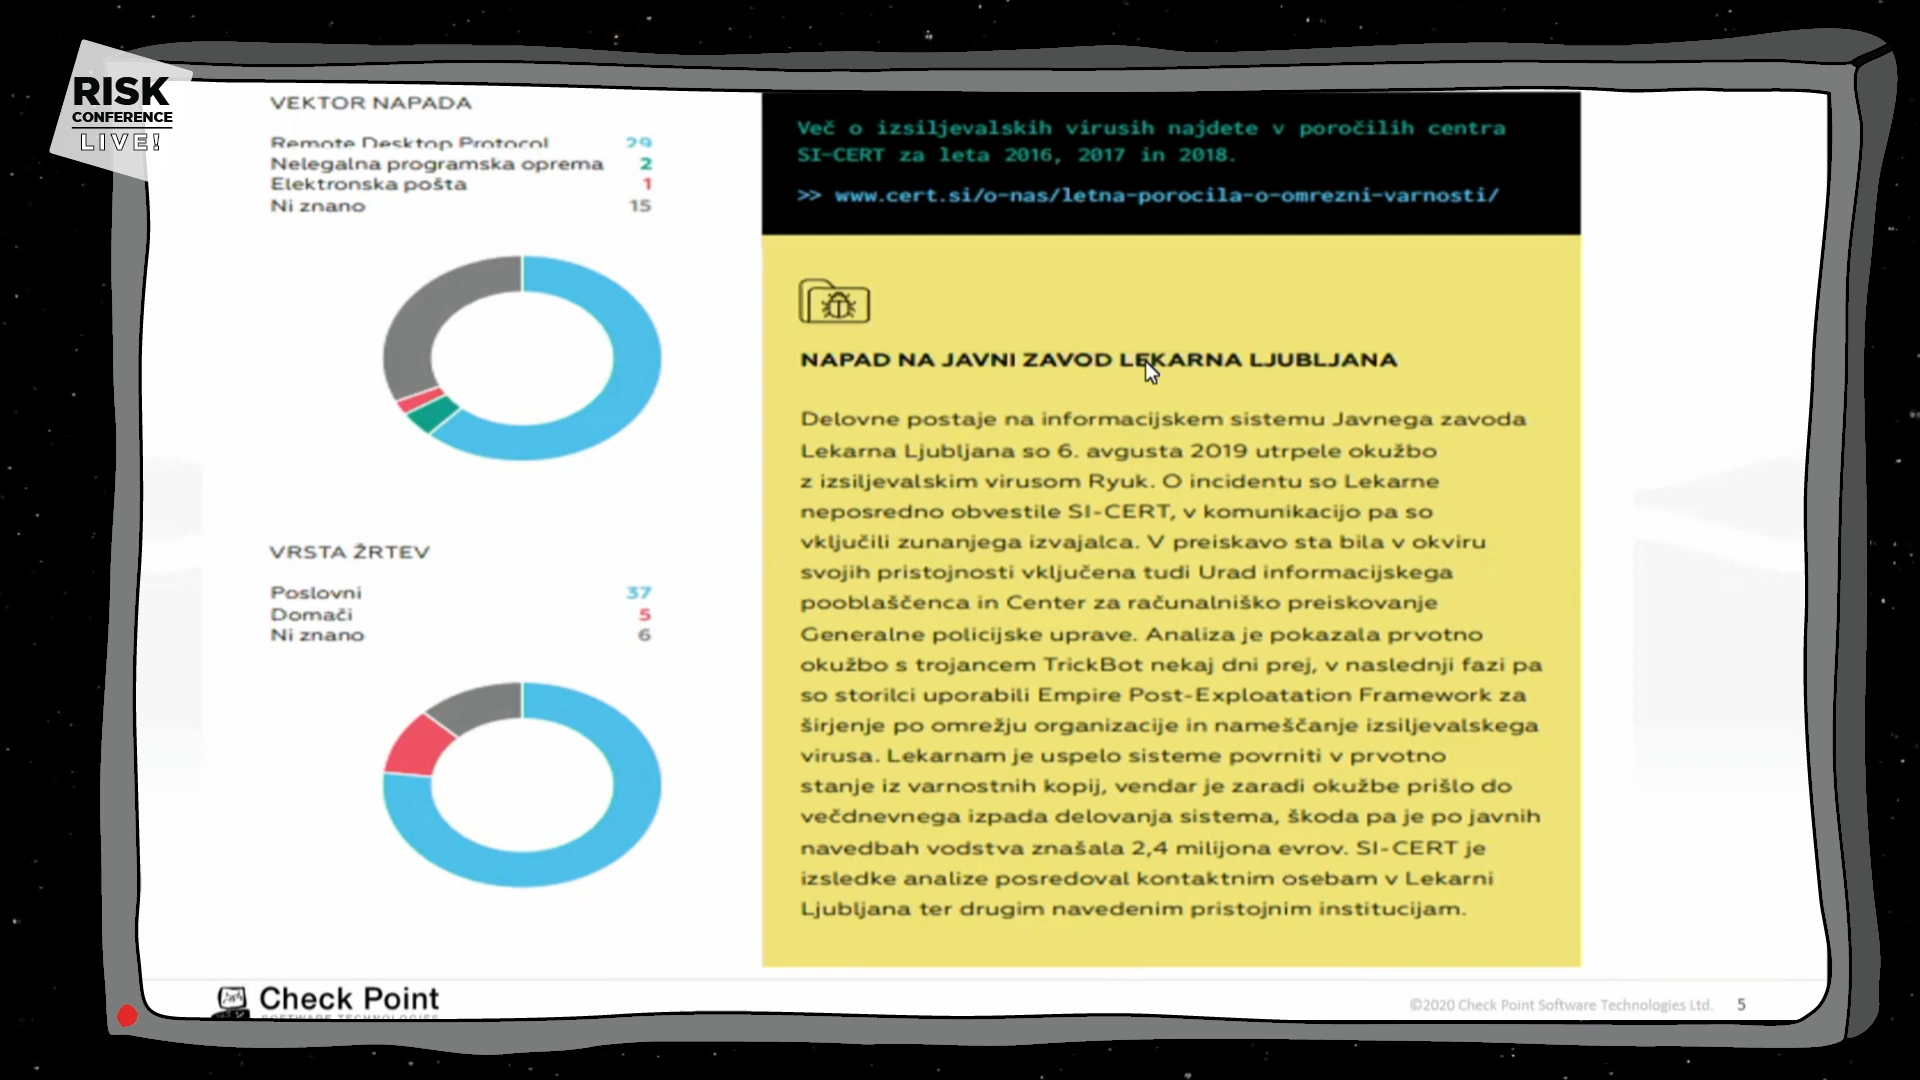 RISK
CONFERENCE
LIVE!
VEKTOR NAPADA
Remote Desktop Protocol 29
Nelegalna programska oprema 2
Elektronska pošta 1
Ni znano 15
VRSTA ŽRTEV
Poslovni 37
Domači 5
Ni znano 6
Več o izsiljevalskih virusih najdete v poročilih centra
SI-CERT za leta 2016, 2017 in 2018.
>> www.cert.si/o-nas/letna-porocila-o-omrezni-varnosti/
NAPAD NA JAVNI ZAVOD LEKARNA LJUBLJANA
Delovne postaje na informacijskem sistemu Javnega zavoda
Lekarna Ljubljana so 6. avgusta 2019 utrpele okužbo
z izsiljevalskim virusom Ryuk. O incidentu so Lekarne
neposredno obvestile SI-CERT, v komunikacijo pa so
vključili zunanjega izvajalca. V preiskavo sta bila v okviru
svojih pristojnosti vključena tudi Urad informacijskega
pooblaščenca in Center za računalniško preiskovanje
Generalne policijske uprave. Analiza je pokazala prvotno
okužbo s trojancem TrickBot nekaj dni prej, v naslednji fazi pa
so storilci uporabili Empire Post-Exploatation Framework za
širjenje po omrežju organizacije in nameščanje izsiljevalskega
virusa. Lekarnam je uspelo sisteme povrniti v prvotno
stanje iz varnostnih kopij, vendar je zaradi okužbe prišlo do
večdnevnega izpada delovanja sistema, škoda pa je po javnih
navedbah vodstva znašala 2,4 milijona evrov. SI-CERT je
izsledke analize posredoval kontaktnim osebam v Lekarni
Ljubljana ter drugim navedenim pristojnim institucijam.
Check Point
SOFTWARE TECHNOLOGIES
©2020 Check Point Software Technologies Ltd. 5